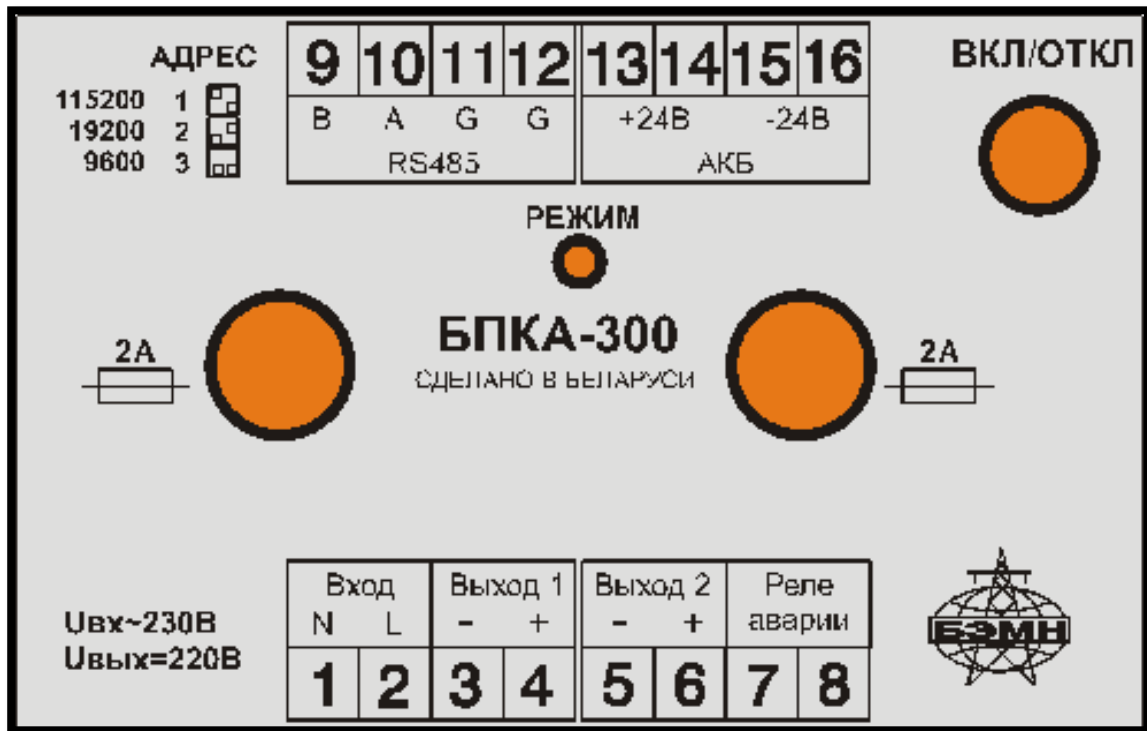 АДРЕС
115200 1
19200 2
9600 3
9 10 11 12 13 14 15 16
B A G G +24В -24В
RS485 АКБ
ВКЛ/ОТКЛ
РЕЖИМ
БПКА-300
СДЕЛАНО В БЕЛАРУСИ
2А
2А
Uвх~230В
Uвых=220В
Вход Выход 1 Выход 2 Реле
N L - + - + аварии
1 2 3 4 5 6 7 8
БЭМН